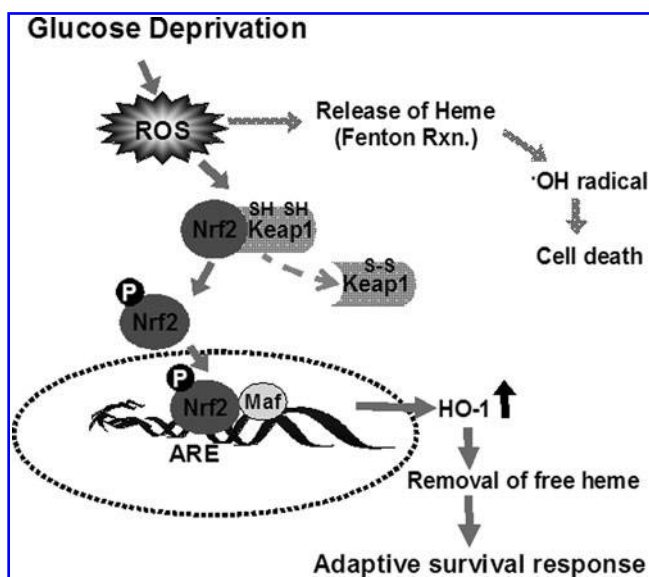 Glucose Deprivation
ROS
Release of Heme
(Fenton Rxn.)
·OH radical
Cell death
SH SH
Nrf2 Keap1
S-S
Keap1
P
Nrf2
P
Nrf2 Maf
ARE
HO-1
Removal of free heme
Adaptive survival response